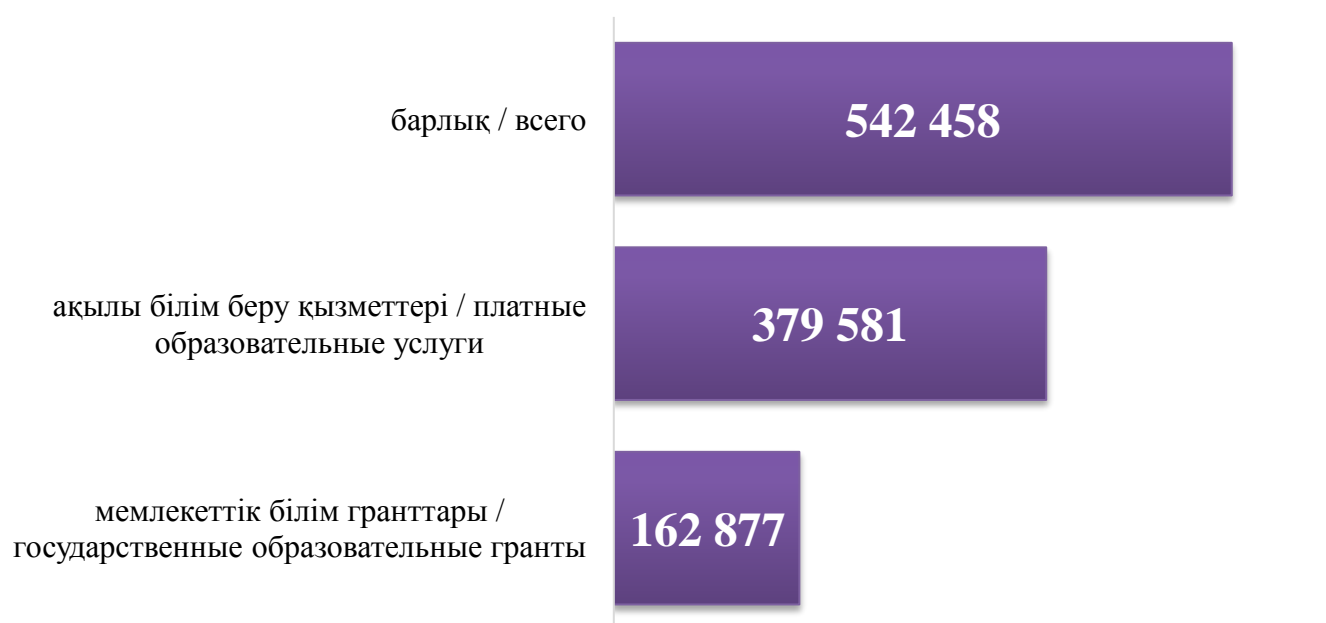 барлық / всего
542 458
ақылы білім беру қызметтері / платные
образовательные услуги
379 581
мемлекеттік білім гранттары /
государственные образовательные гранты
162 877